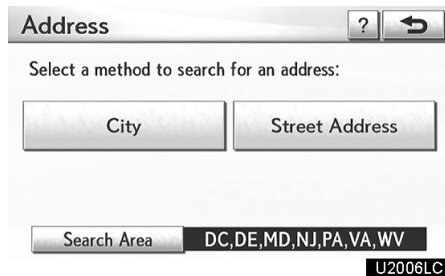 Address ?
Select a method to search for an address:
City Street Address
Search Area DC,DE,MD,NJ,PA,VA,WV
U2006LC